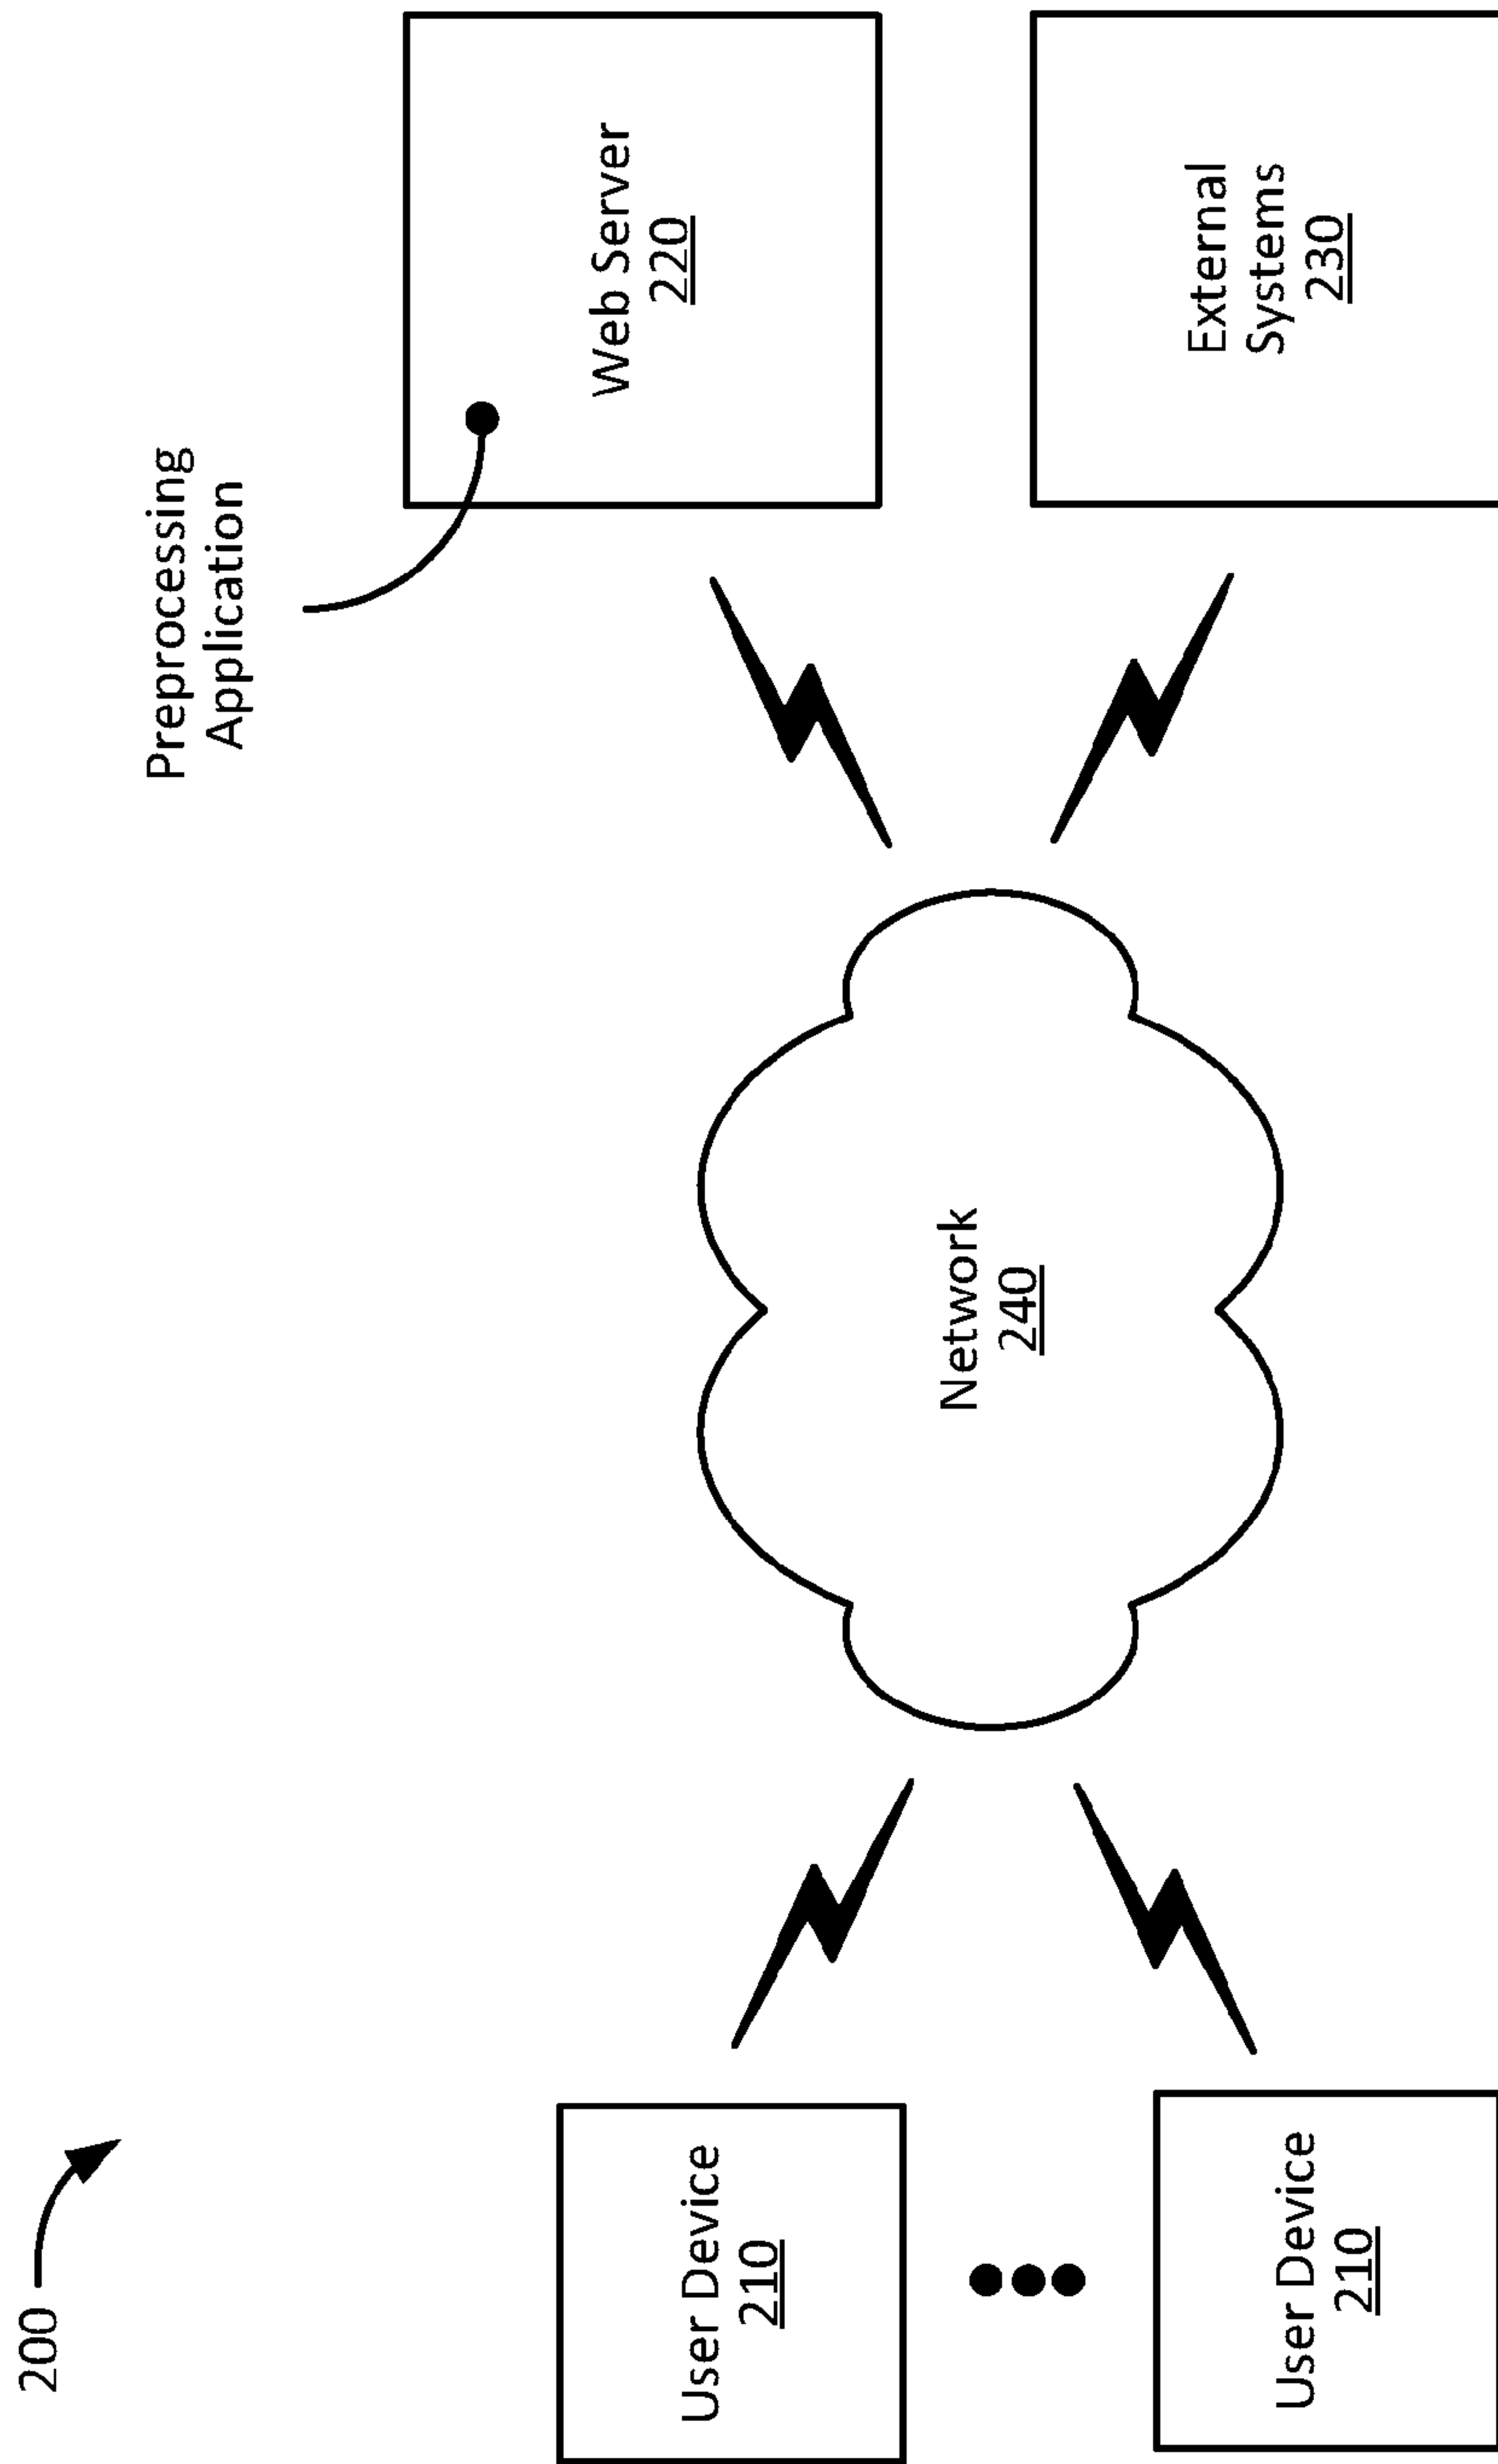 200
Preprocessing
Application
User Device
210
User Device
210
Network
240
Web Server
220
External
Systems
230